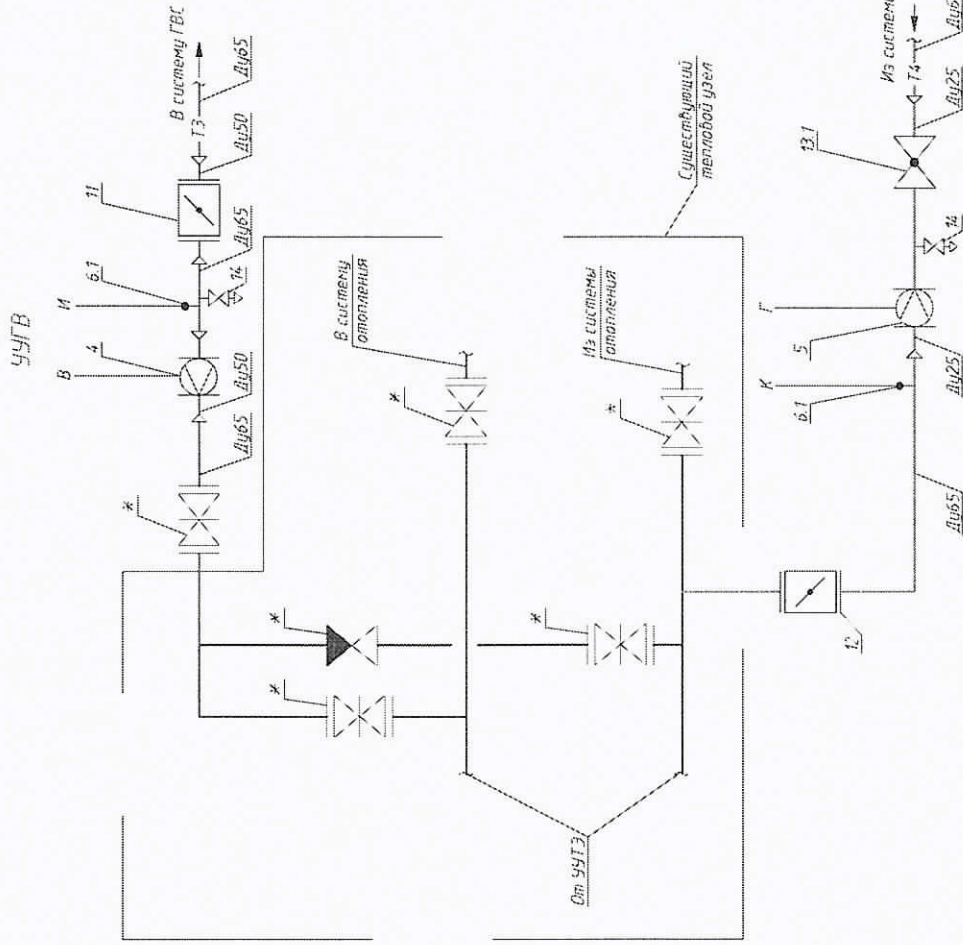 УУГВ
В
4
И
6.1
11
В систему ГВС
Т3
Ду65
Ду50
Ду65
14
Ду50
Ду65
*
Существующий
тепловой узел
В систему
отопления
*
Из системы
отопления
*
*
*
*
От УУТЭ
Из систем
Т4
Ду6
Ду25
13.1
14
Г
5
К
6.1
Ду25
Ду65
12